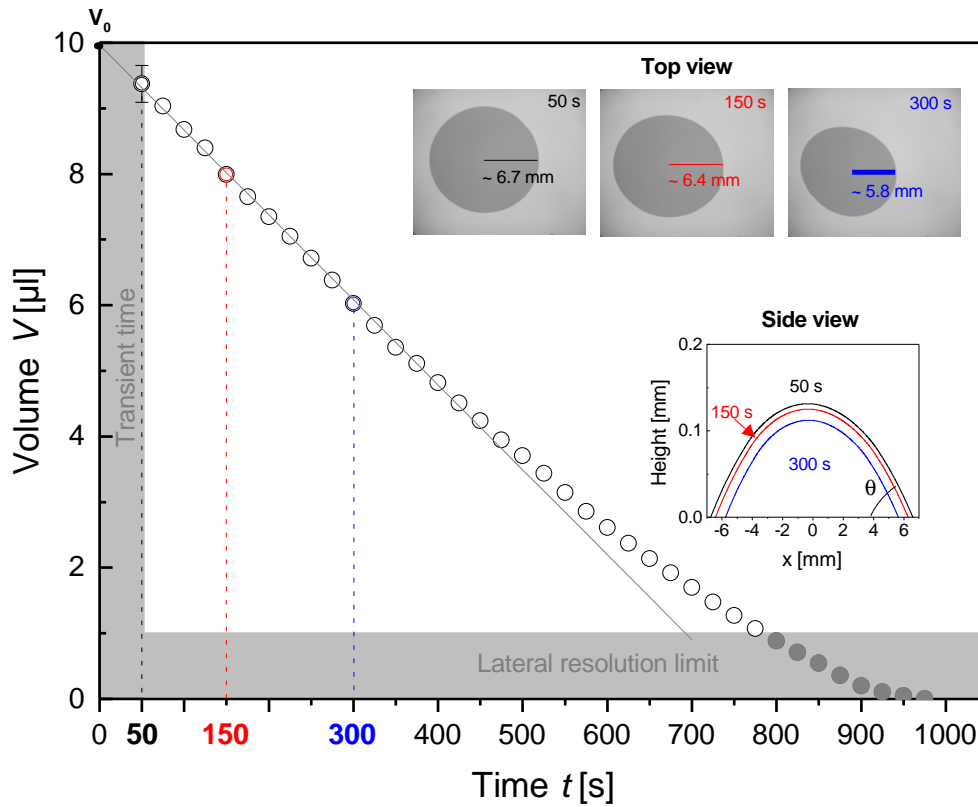 V0
Top view
50 s
150 s
300 s
~ 6.7 mm
~ 6.4 mm
~ 5.8 mm
Side view
50 s
150 s
300 s
θ
Height [mm]
0.2
0.1
0.0
-6 -4 -2 0 2 4 6
x [mm]
Transient time
Lateral resolution limit
Volume V [µl]
10
8
6
4
2
0
0 50 150 300 400 500 600 700 800 900 1000
Time t [s]